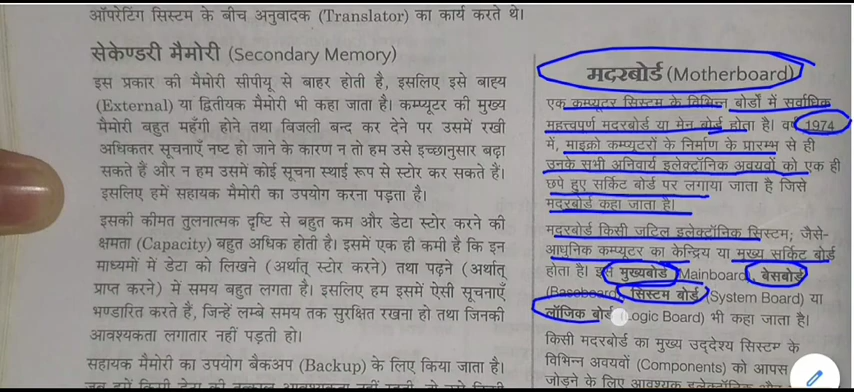 ऑपरेटिंग सिस्टम के बीच अनुवादक (Translator) का कार्य करते थे।
सेकेण्डरी मैमोरी (Secondary Memory)
इस प्रकार की मैमोरी सीपीयू से बाहर होती है, इसलिए इसे बाह्य
(External) या द्वितीयक मैमोरी भी कहा जाता है। कम्प्यूटर की मुख्य
मैमोरी बहुत महँगी होने तथा बिजली बन्द कर देने पर उसमें रखी
अधिकतर सूचनाएँ नष्ट हो जाने के कारण न तो हम उसे इच्छानुसार बढ़ा
सकते हैं और न हम उसमें कोई सूचना स्थाई रूप से स्टोर कर सकते हैं।
इसलिए हमें सहायक मैमोरी का उपयोग करना पड़ता है।
इसकी कीमत तुलनात्मक दृष्टि से बहुत कम और डेटा स्टोर करने की
क्षमता (Capacity) बहुत अधिक होती है। इसमें एक ही कमी है कि इन
माध्यमों में डेटा को लिखने (अर्थात् स्टोर करने) तथा पढ़ने (अर्थात्
प्राप्त करने) में समय बहुत लगता है। इसलिए हम इसमें ऐसी सूचनाएँ
भण्डारित करते हैं, जिन्हें लम्बे समय तक सुरक्षित रखना हो तथा जिनकी
आवश्यकता लगातार नहीं पड़ती हो।
सहायक मैमोरी का उपयोग बैकअप (Backup) के लिए किया जाता है।
मदरबोर्ड (Motherboard)
एक कम्प्यूटर सिस्टम के विभिन्न बोर्डों में सर्वाधिक
महत्त्वपूर्ण मदरबोर्ड या मेन बोर्ड होता है। वर्ष 1974
में, माइक्रो कम्प्यूटरों के निर्माण के प्रारम्भ से ही
उनके सभी अनिवार्य इलेक्ट्रॉनिक अवयवों को एक ही
छपे हुए सर्किट बोर्ड पर लगाया जाता है जिसे
मदरबोर्ड कहा जाता है।
मदरबोर्ड किसी जटिल इलेक्ट्रॉनिक सिस्टम; जैसे-
आधुनिक कम्प्यूटर का केन्द्रिय या मुख्य सर्किट बोर्ड
होता है। इसे मुख्यबोर्ड (Mainboard), बेसबोर्ड
(Baseboard), सिस्टम बोर्ड (System Board) या
लॉजिक बोर्ड (Logic Board) भी कहा जाता है।
किसी मदरबोर्ड का मुख्य उद्देश्य सिस्टम के
विभिन्न अवयवों (Components) को आपस
जोड़ने के लिए आवश्यक